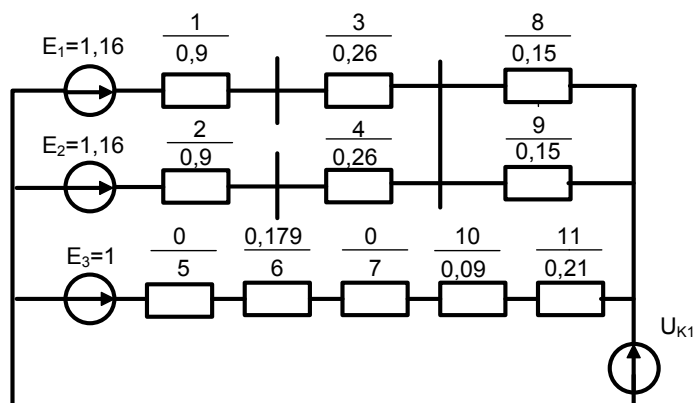 1 3 8
E₁=1,16 0,9 0,26 0,15
2 4 9
E₂=1,16 0,9 0,26 0,15
0 0,179 0 10 11
E₃=1 5 6 7 0,09 0,21
U_K1